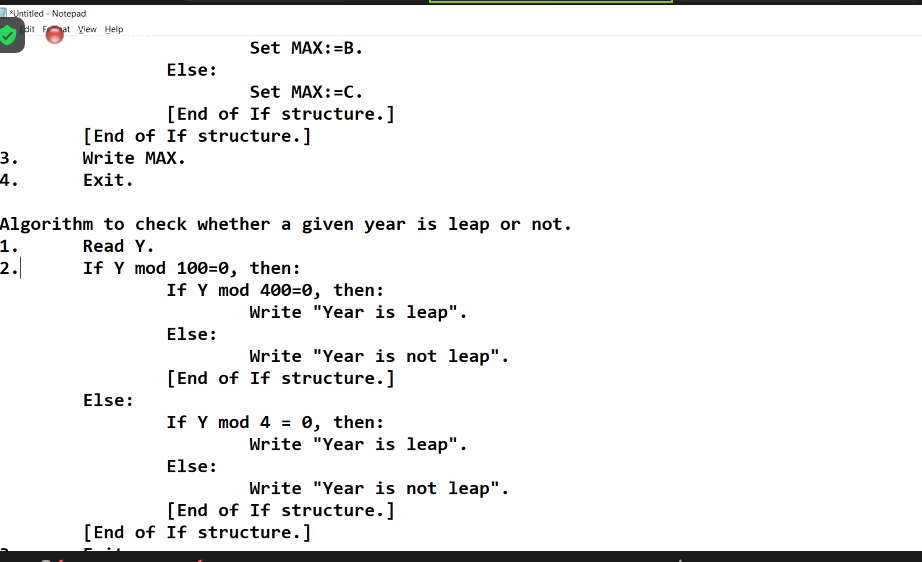 *Untitled - Notepad
View Help
Set MAX:=B.
Else:
Set MAX:=C.
[End of If structure.]
[End of If structure.]
3. Write MAX.
4. Exit.
Algorithm to check whether a given year is leap or not.
1. Read Y.
2. If Y mod 100=0, then:
If Y mod 400=0, then:
Write "Year is leap".
Else:
Write "Year is not leap".
[End of If structure.]
Else:
If Y mod 4 = 0, then:
Write "Year is leap".
Else:
Write "Year is not leap".
[End of If structure.]
[End of If structure.]